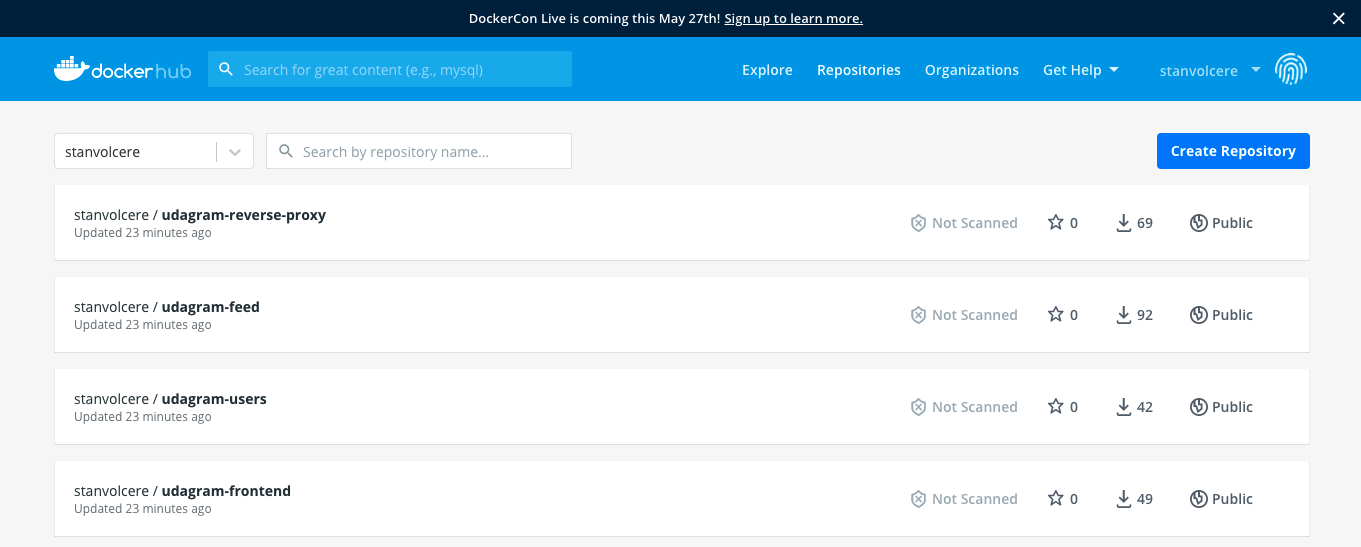 DockerCon Live is coming this May 27th! Sign up to learn more.
dockerhub Search for great content (e.g., mysql) Explore Repositories Organizations Get Help stanvolcere
stanvolcere Search by repository name... Create Repository
stanvolcere / udagram-reverse-proxy
Updated 23 minutes ago
Not Scanned 0 69 Public
stanvolcere / udagram-feed
Updated 23 minutes ago
Not Scanned 0 92 Public
stanvolcere / udagram-users
Updated 23 minutes ago
Not Scanned 0 42 Public
stanvolcere / udagram-frontend
Updated 23 minutes ago
Not Scanned 0 49 Public